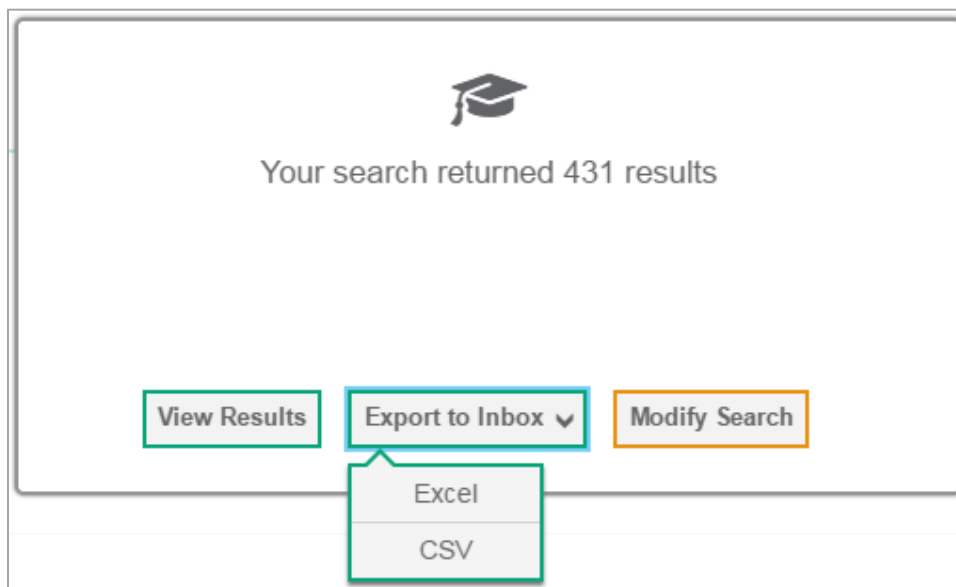 Your search returned 431 results
View Results
Export to Inbox
Modify Search
Excel
CSV